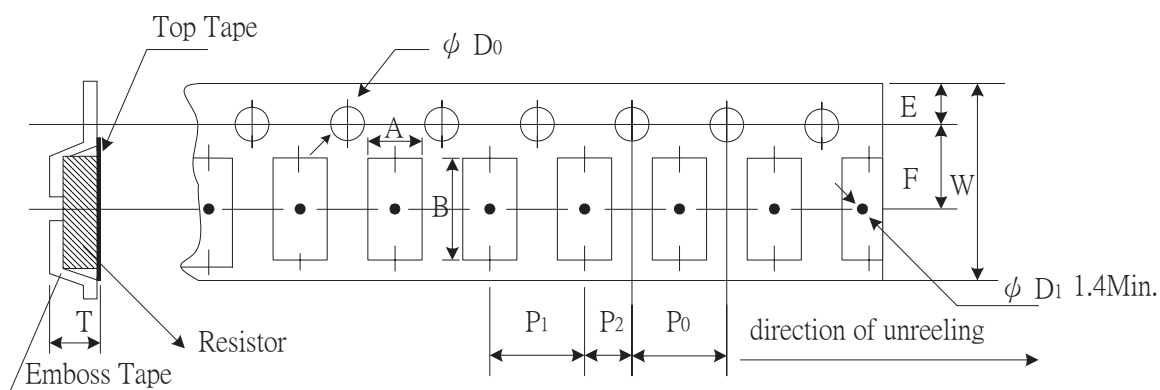 Top Tape
ψ D0
E
A
F
W
B
ψ D1 1.4Min.
P1
P2
P0
direction of unreeling
T
Resistor
Emboss Tape